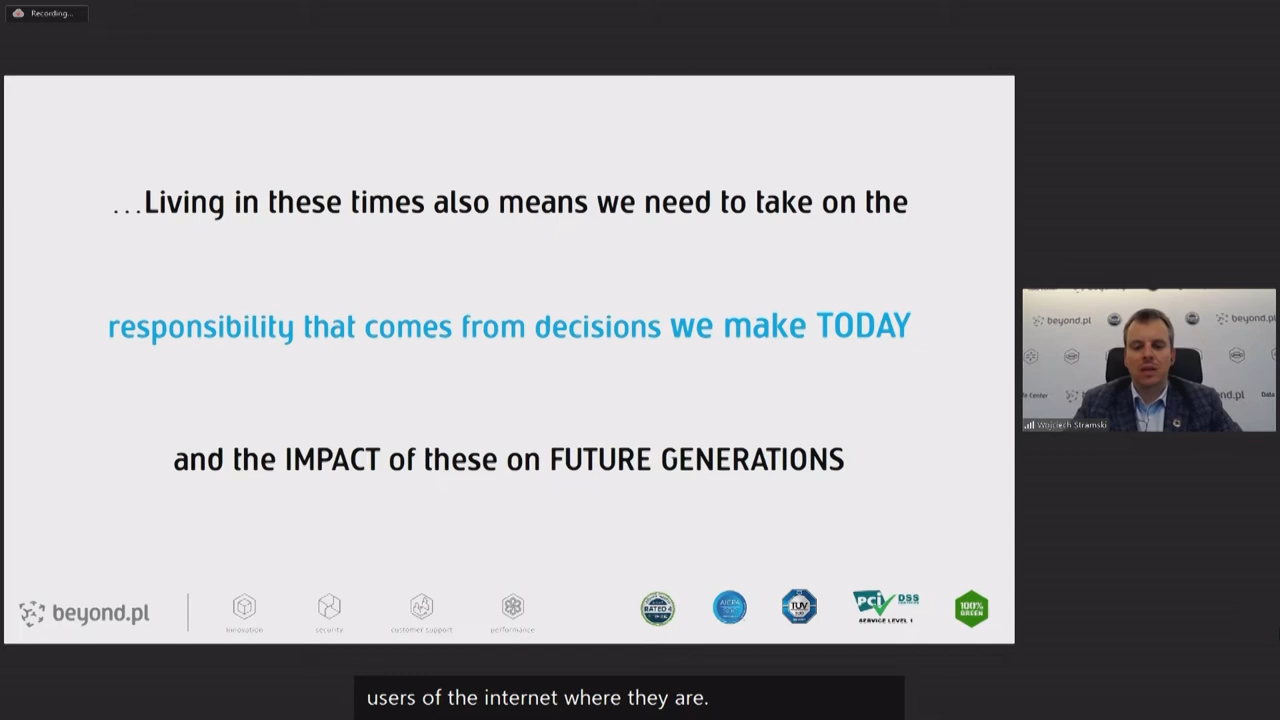 Recording...
...Living in these times also means we need to take on the
responsibility that comes from decisions we make TODAY
and the IMPACT of these on FUTURE GENERATIONS
beyond.pl
innovation
security
customer support
performance
RATED 4
AICPA
TÜV
PCI DSS
SERVICE LEVEL 1
100%
GREEN
beyond.pl
beyond.pl
Wojciech Stramski
users of the internet where they are.